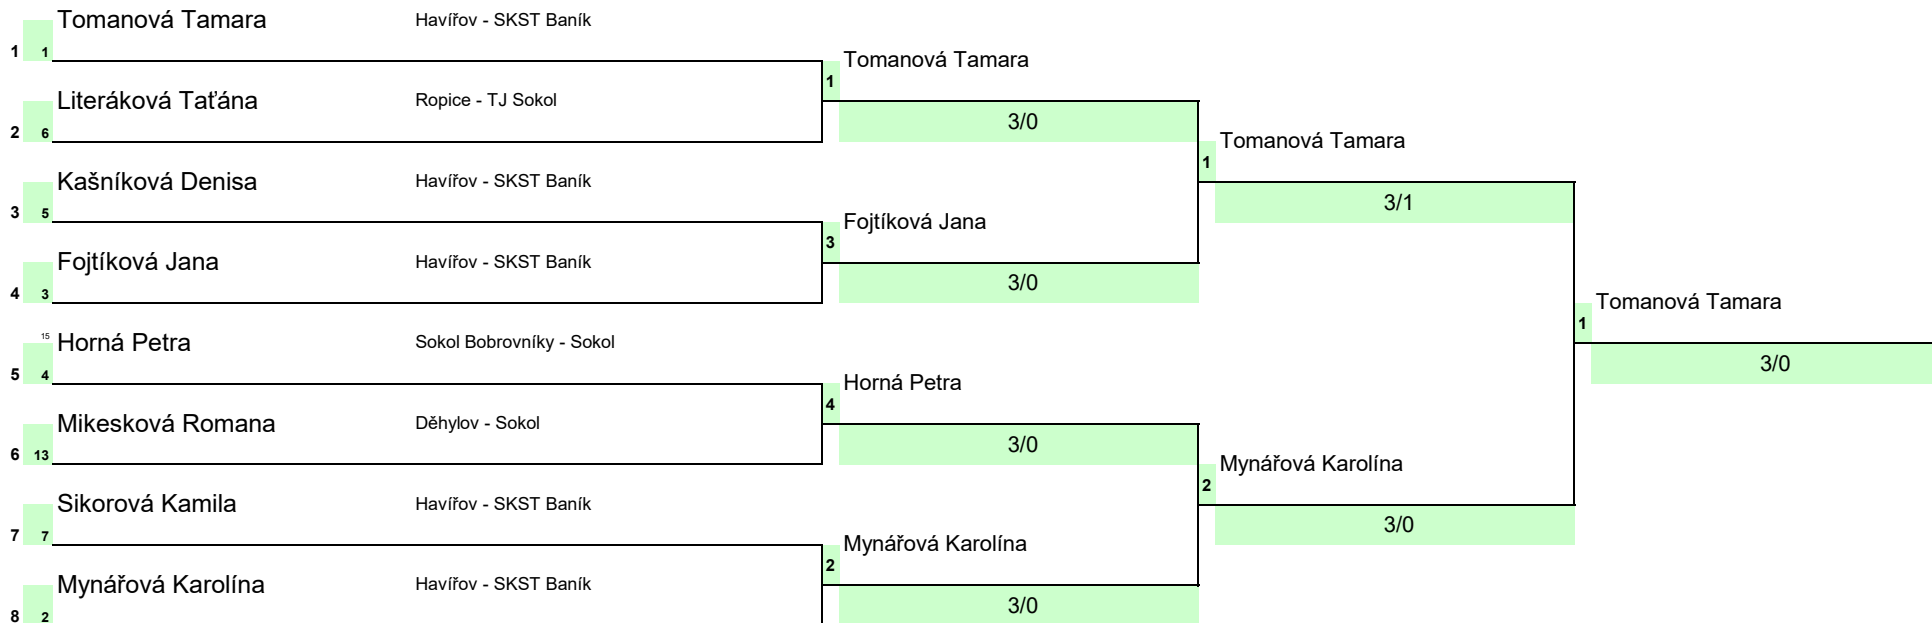 Tomanová Tamara Havířov - SKST Baník
1 1
Tomanová Tamara
1
Literáková Taťána Ropice - TJ Sokol
3/0
2 6
Tomanová Tamara
1
Kašníková Denisa Havířov - SKST Baník
3/1
3 5
Fojtíková Jana
3
Fojtíková Jana Havířov - SKST Baník
3/0
4 3
Tomanová Tamara
1
15 Horná Petra Sokol Bobrovníky - Sokol
3/0
5 4
Horná Petra
4
Mikesková Romana Děhylov - Sokol
3/0
6 13
Mynářová Karolína
2
Sikorová Kamila Havířov - SKST Baník
3/0
7 7
Mynářová Karolína
2
Mynářová Karolína Havířov - SKST Baník
3/0
8 2